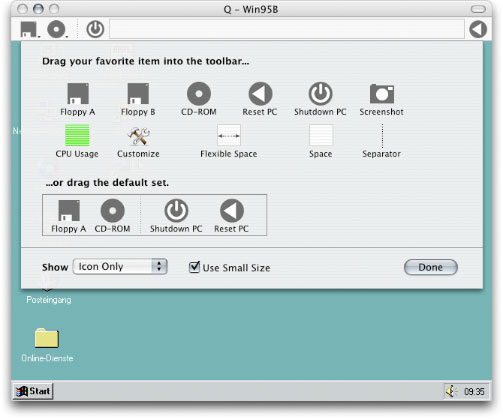 Q - Win95B
Drag your favorite item into the toolbar...
Floppy A Floppy B CD-ROM Reset PC Shutdown PC Screenshot
CPU Usage Customize Flexible Space Space Separator
...or drag the default set.
Floppy A CD-ROM Shutdown PC Reset PC
Show Icon Only Use Small Size Done
Posteingang
Online-Dienste
Start 09:35